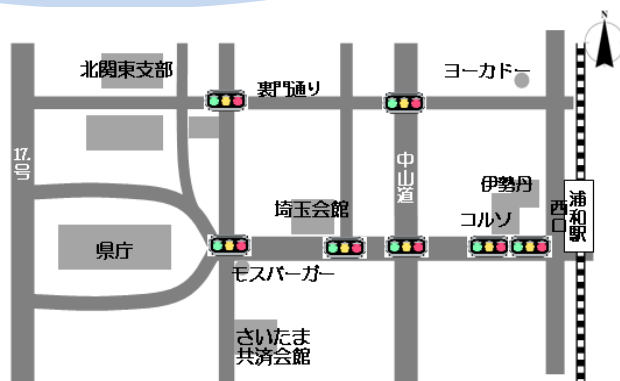 N
北関東支部
ヨーカドー
裏門通り
17号
中山道
伊勢丹
浦和駅
西口
埼玉会館
コルソ
県庁
モスバーガー
さいたま
共済会館